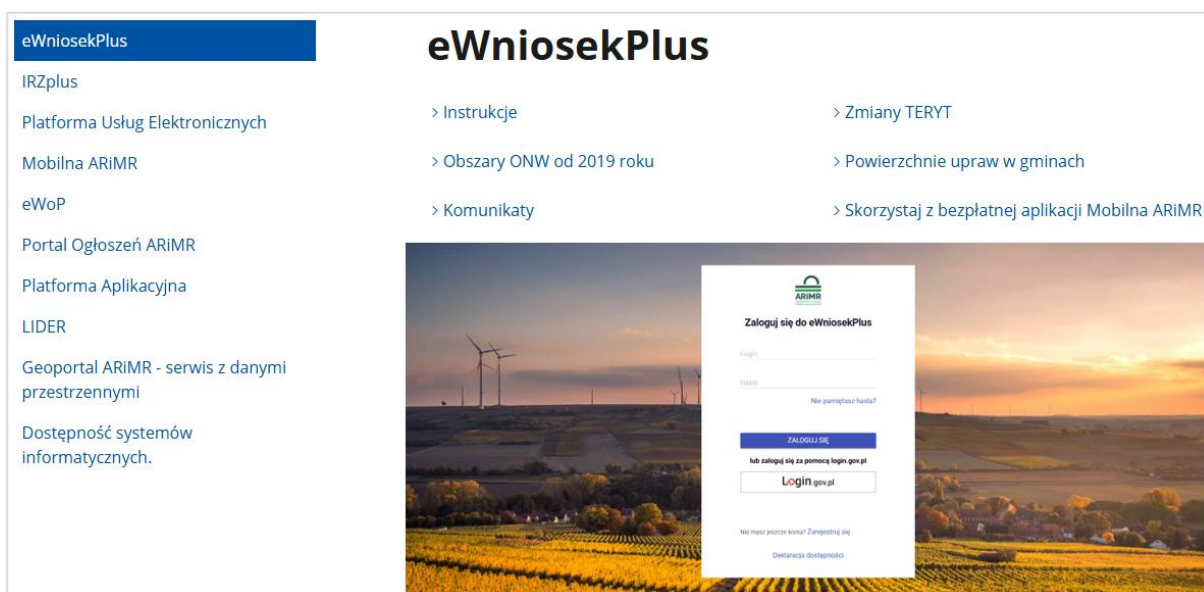 eWniosekPlus
IRZplus
Platforma Usług Elektronicznych
Mobilna ARiMR
eWoP
Portal Ogłoszeń ARiMR
Platforma Aplikacyjna
LIDER
Geoportal ARiMR - serwis z danymi
przestrzennymi
Dostępność systemów
informatycznych.
eWniosekPlus
> Instrukcje
> Zmiany TERYT
> Obszary ONW od 2019 roku
> Powierzchnie upraw w gminach
> Komunikaty
> Skorzystaj z bezpłatnej aplikacji Mobilna ARiMR
ARiMR
Zaloguj się do eWniosekPlus
Login
Hasło
Nie pamiętasz hasła?
ZALOGUJ SIĘ
lub zaloguj się za pomocą login.gov.pl
Login.gov.pl
Nie masz jeszcze konta? Zarejestruj się
Deklaracja dostępności